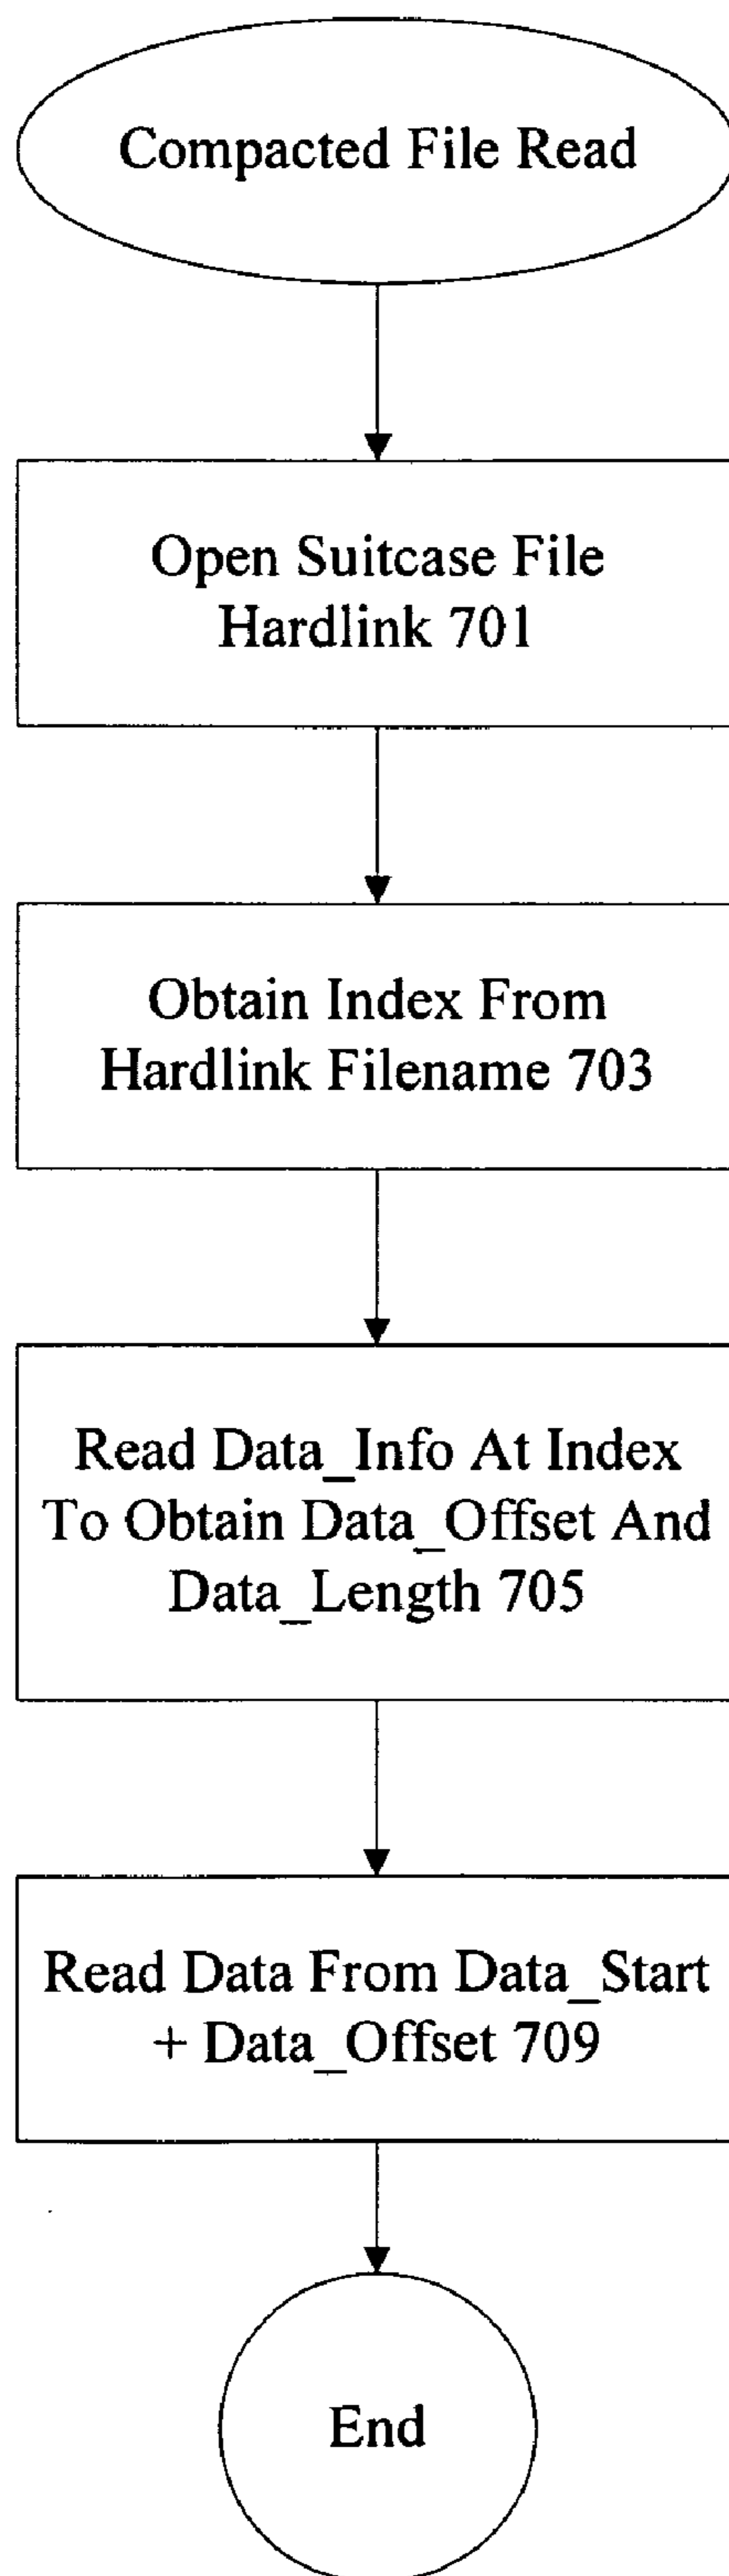 Compacted File Read
Open Suitcase File
Hardlink 701
Obtain Index From
Hardlink Filename 703
Read Data_Info At Index
To Obtain Data_Offset And
Data_Length 705
Read Data From Data_Start
+ Data_Offset 709
End